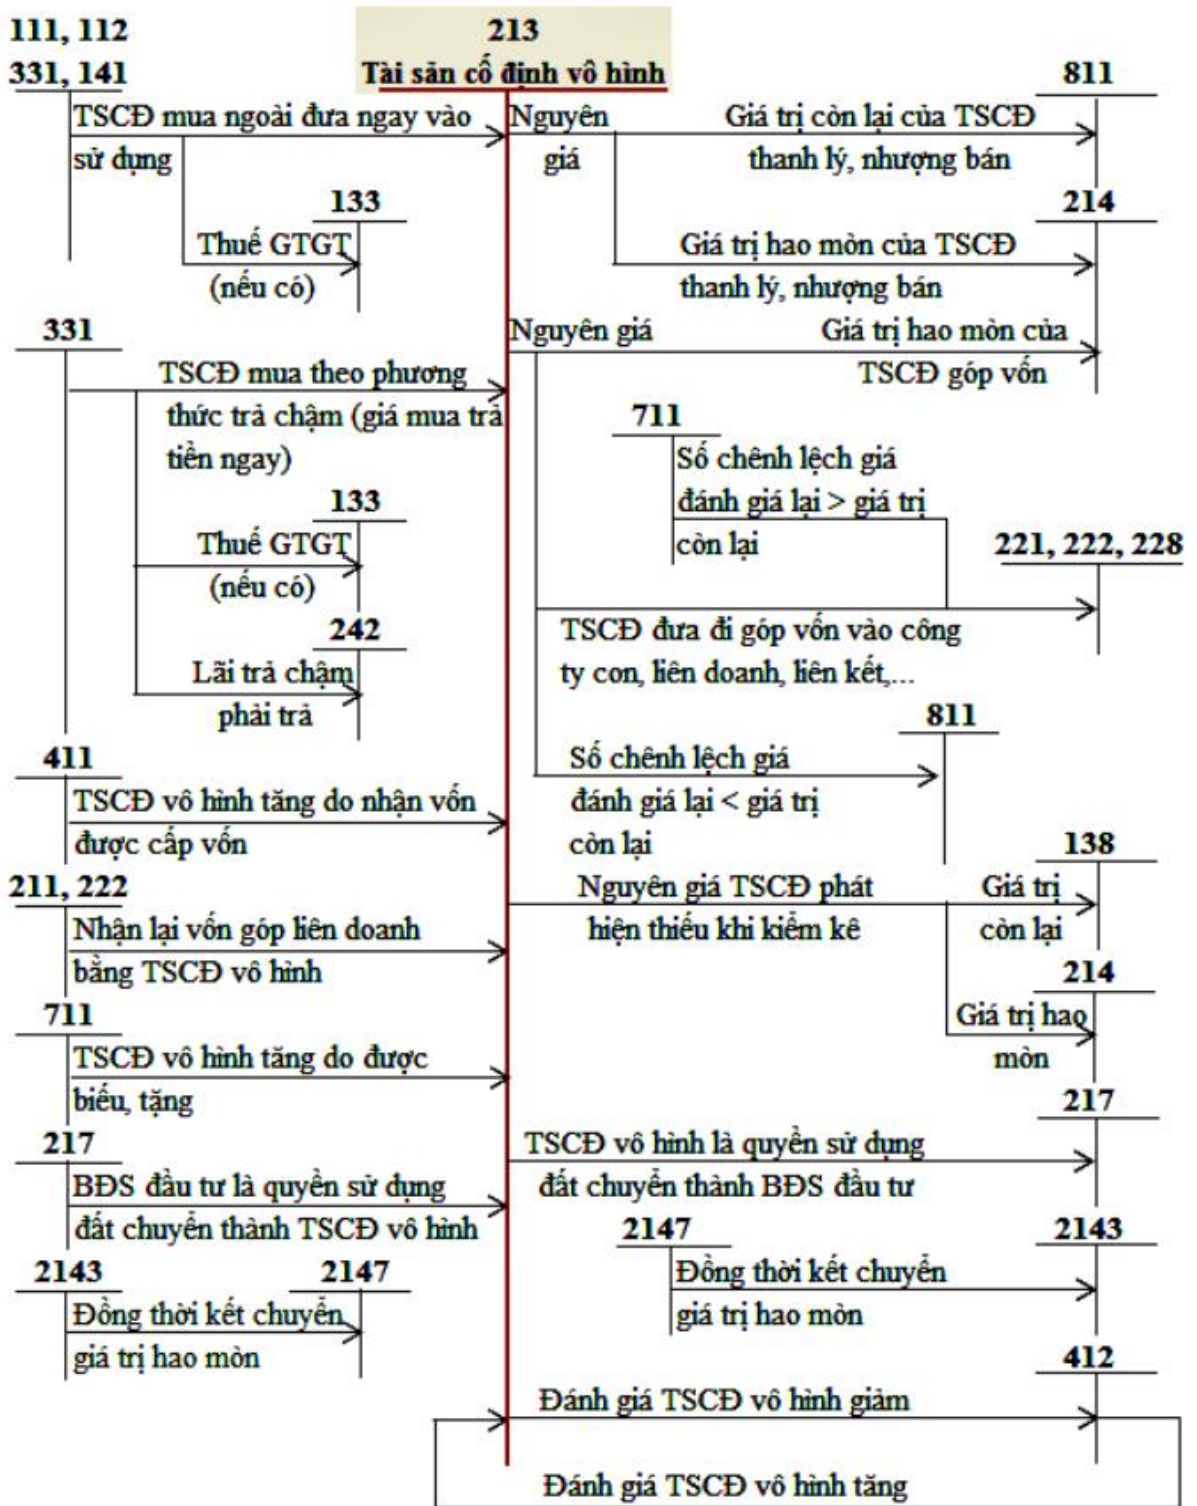 111, 112
331, 141
TSCĐ mua ngoài đưa ngay vào
sử dụng
133
Thuế GTGT
(nếu có)
331
TSCĐ mua theo phương
thức trả chậm (giá mua trả
tiền ngay)
133
Thuế GTGT
(nếu có)
242
Lãi trả chậm
phải trả
411
TSCĐ vô hình tăng do nhận vốn
được cấp vốn
211, 222
Nhận lại vốn góp liên doanh
bằng TSCĐ vô hình
711
TSCĐ vô hình tăng do được
biếu, tặng
217
BĐS đầu tư là quyền sử dụng
đất chuyển thành TSCĐ vô hình
2143
2147
Đồng thời kết chuyển
giá trị hao mòn
213
Tài sản cố định vô hình
Nguyên
giá
811
Giá trị còn lại của TSCĐ
thanh lý, nhượng bán
214
Giá trị hao mòn của TSCĐ
thanh lý, nhượng bán
Nguyên giá
Giá trị hao mòn của
TSCĐ góp vốn
711
Số chênh lệch giá
đánh giá lại > giá trị
còn lại
221, 222, 228
TSCĐ đưa đi góp vốn vào công
ty con, liên doanh, liên kết,...
811
Số chênh lệch giá
đánh giá lại < giá trị
còn lại
138
Nguyên giá TSCĐ phát
hiện thiếu khi kiểm kê
Giá trị
còn lại
214
Giá trị hao
mòn
217
TSCĐ vô hình là quyền sử dụng
đất chuyển thành BĐS đầu tư
2147
2143
Đồng thời kết chuyển
giá trị hao mòn
412
Đánh giá TSCĐ vô hình giảm
Đánh giá TSCĐ vô hình tăng